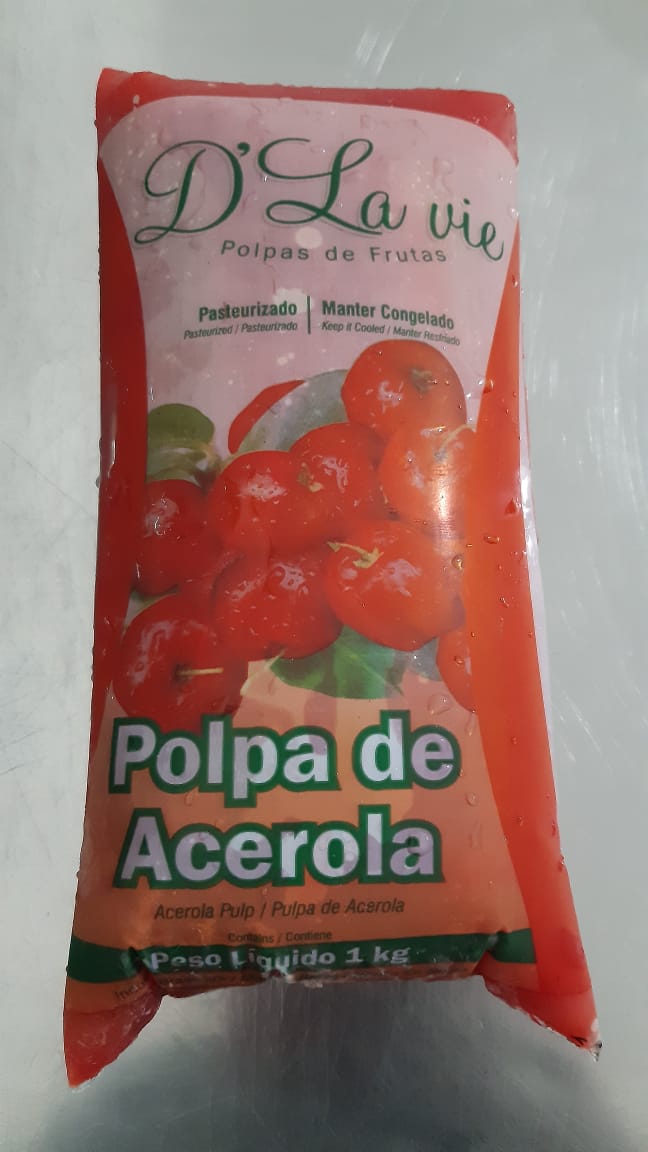 D'La vie
Polpas de Frutas
Pasteurizado | Manter Congelado
Pasteurized / Pasteurizado Keep it Cooled / Manter Resfriado
Polpa de
Acerola
Acerola Pulp / Pulpa de Acerola
Contains / Contiene
Peso Líquido 1 kg